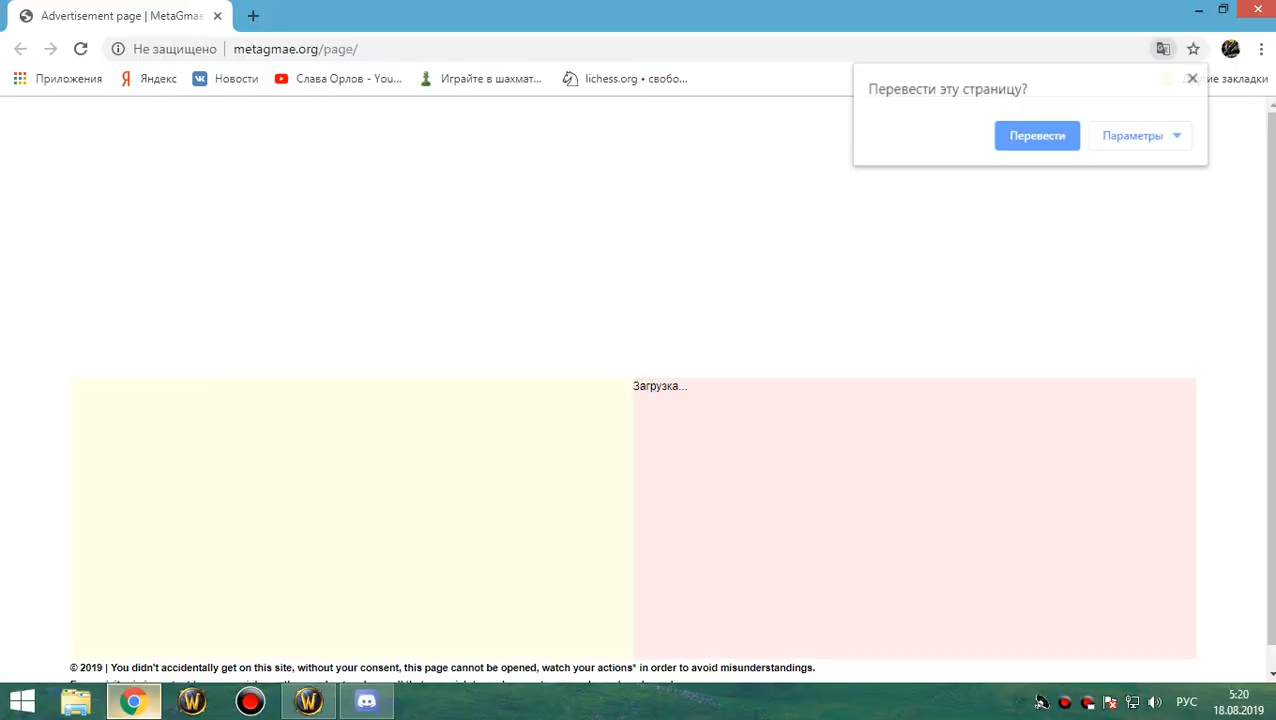 Advertisement page | MetaGmae
Не защищено metagmae.org/page/
Приложения Яндекс Новости Слава Орлов - You... Играйте в шахмат... lichess.org • свобо... Другие закладки
Перевести эту страницу?
Перевести Параметры
Загрузка...
© 2019 | You didn't accidentally get on this site, without your consent, this page cannot be opened, watch your actions* in order to avoid misunderstandings.
РУС
5:20
18.08.2019